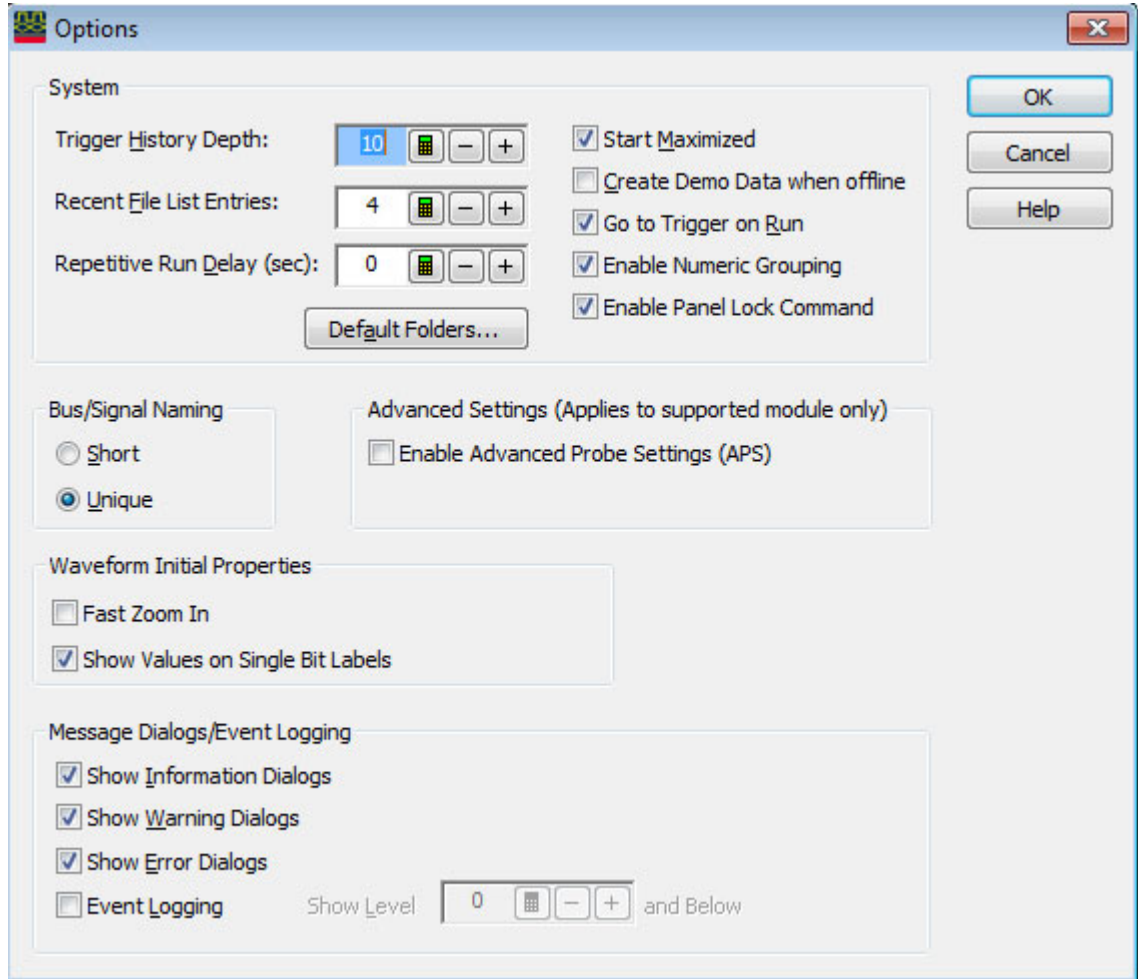 Options
System
Trigger History Depth: 10
Recent File List Entries: 4
Repetitive Run Delay (sec): 0
Default Folders...
Start Maximized
Create Demo Data when offline
Go to Trigger on Run
Enable Numeric Grouping
Enable Panel Lock Command
OK
Cancel
Help
Bus/Signal Naming
Short
Unique
Advanced Settings (Applies to supported module only)
Enable Advanced Probe Settings (APS)
Waveform Initial Properties
Fast Zoom In
Show Values on Single Bit Labels
Message Dialogs/Event Logging
Show Information Dialogs
Show Warning Dialogs
Show Error Dialogs
Event Logging Show Level 0 and Below